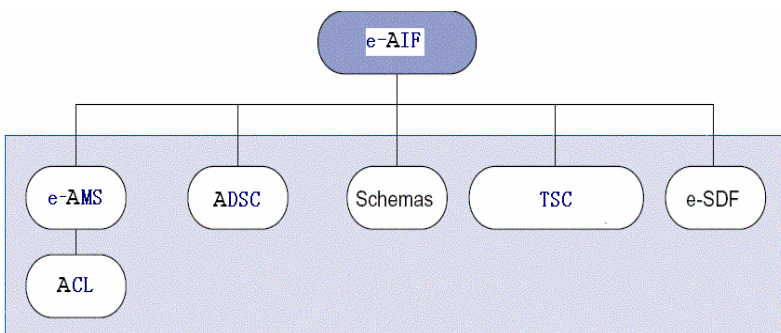 e-AIF
e-AMS
ADSC
Schemas
TSC
e-SDF
ACL